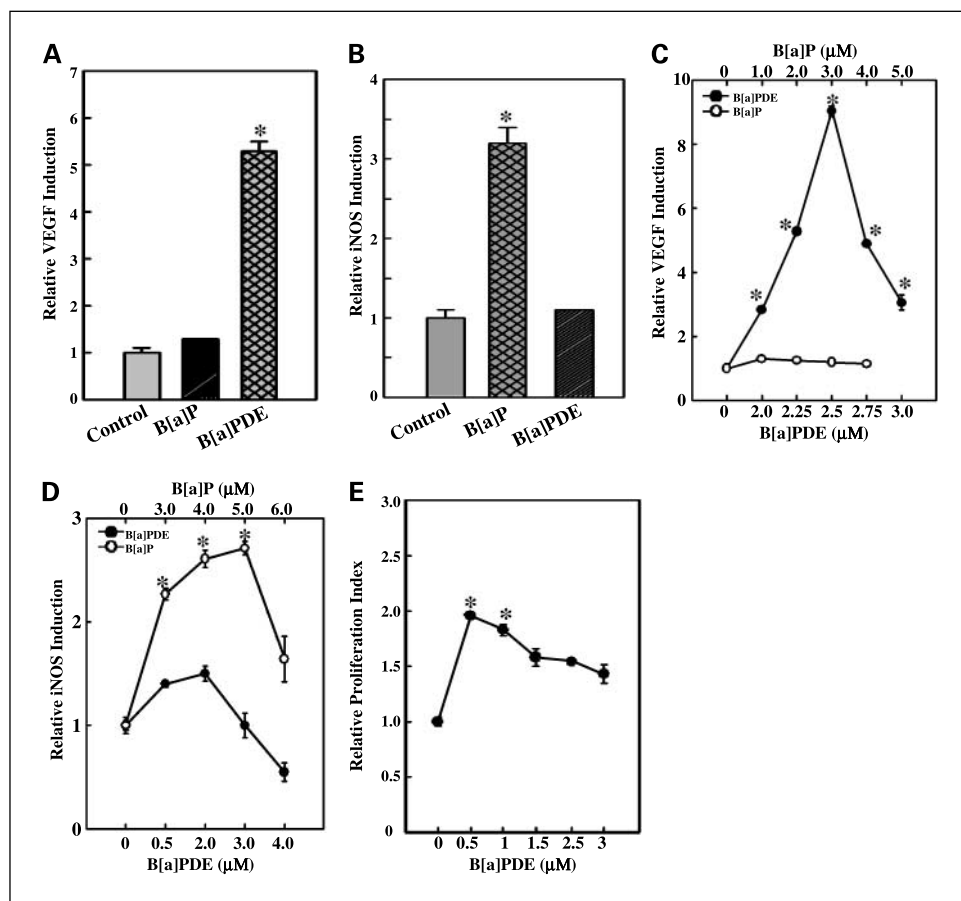 A
Relative VEGF Induction
7
6
5
4
3
2
1
0
*
Control
B[a]P
B[a]PDE
B
Relative iNOS Induction
4
3
2
1
0
*
Control
B[a]P
B[a]PDE
C
B[a]P (μM)
0 1.0 2.0 3.0 4.0 5.0
Relative VEGF Induction
10
8
6
4
2
0
B[a]PDE
B[a]P
* * * * *
0 2.0 2.25 2.5 2.75 3.0
B[a]PDE (μM)
D
B[a]P (μM)
0 3.0 4.0 5.0 6.0
Relative iNOS Induction
3
2
1
0
B[a]PDE
B[a]P
* * *
0 0.5 2.0 3.0 4.0
B[a]PDE (μM)
E
Relative Proliferation Index
3.0
2.5
2.0
1.5
1.0
0.5
0
* *
0 0.5 1 1.5 2.5 3
B[a]PDE (μM)